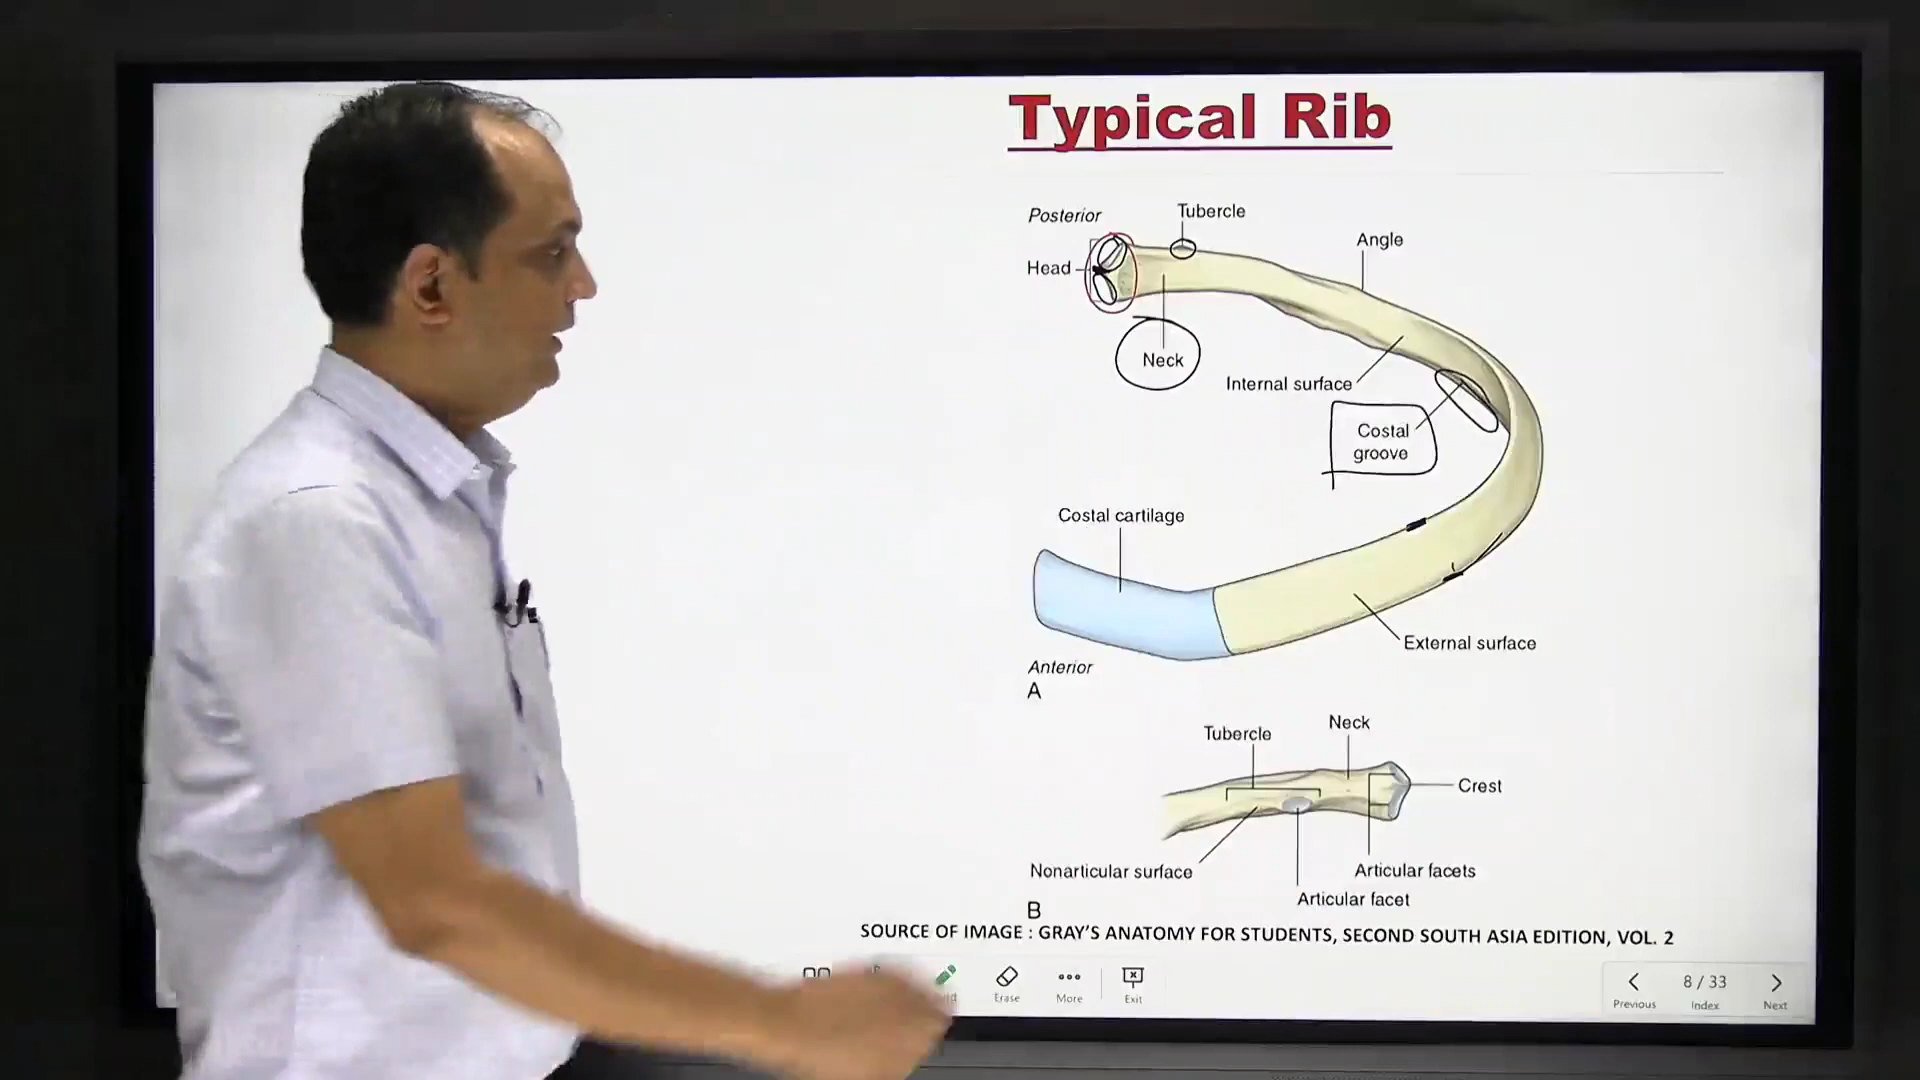 Typical Rib
Posterior
Tubercle
Angle
Head
Neck
Internal surface
Costal
groove
Costal cartilage
External surface
Anterior
A
Tubercle
Neck
Crest
Nonarticular surface
Articular facets
Articular facet
B
SOURCE OF IMAGE : GRAY'S ANATOMY FOR STUDENTS, SECOND SOUTH ASIA EDITION, VOL. 2
Erase
More
Exit
Previous
8 / 33
Index
Next